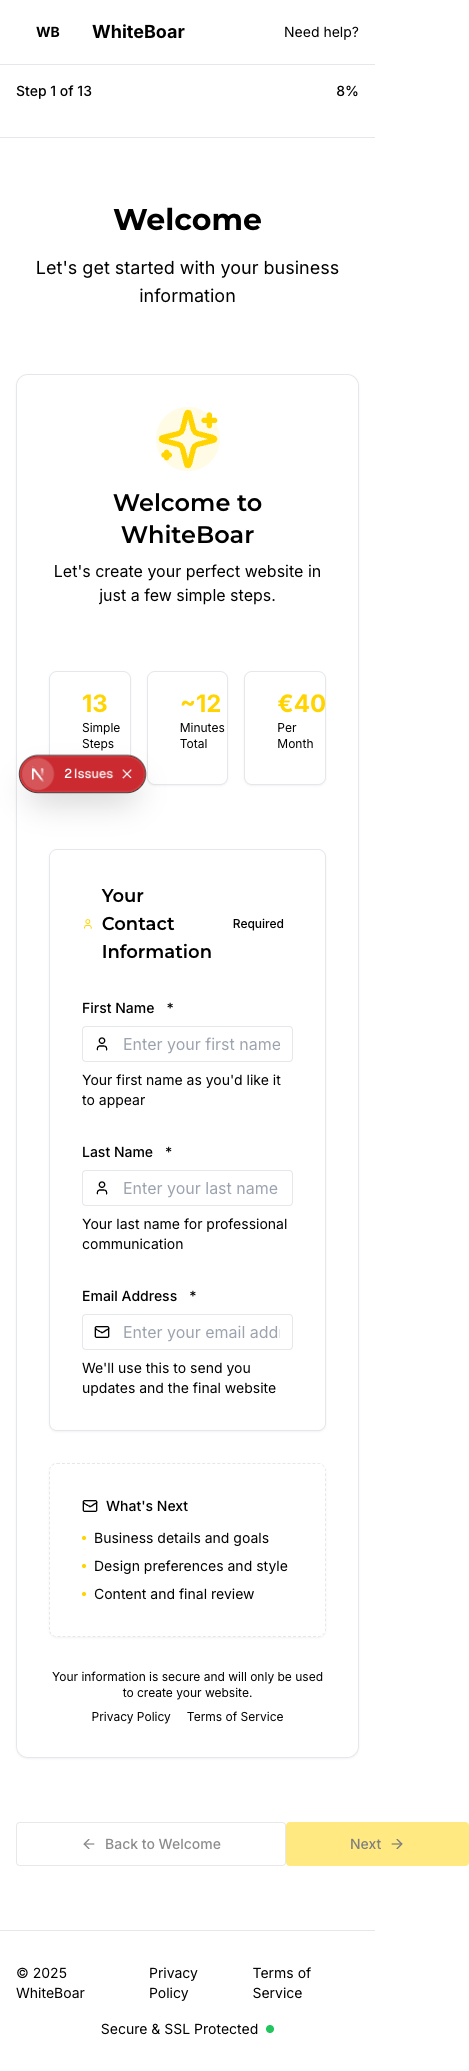 WB WhiteBoar Need help?
Step 1 of 13 8%
Welcome
Let's get started with your business
information
Welcome to
WhiteBoar
Let's create your perfect website in
just a few simple steps.
13 ~12 €40
Simple Minutes Per
Steps Total Month
2 Issues
Your
Contact
Information
Required
First Name *
Enter your first name
Your first name as you'd like it
to appear
Last Name *
Enter your last name
Your last name for professional
communication
Email Address *
Enter your email add
We'll use this to send you
updates and the final website
What's Next
Business details and goals
Design preferences and style
Content and final review
Your information is secure and will only be used
to create your website.
Privacy Policy Terms of Service
Back to Welcome Next
© 2025 Privacy Terms of
WhiteBoar Policy Service
Secure & SSL Protected